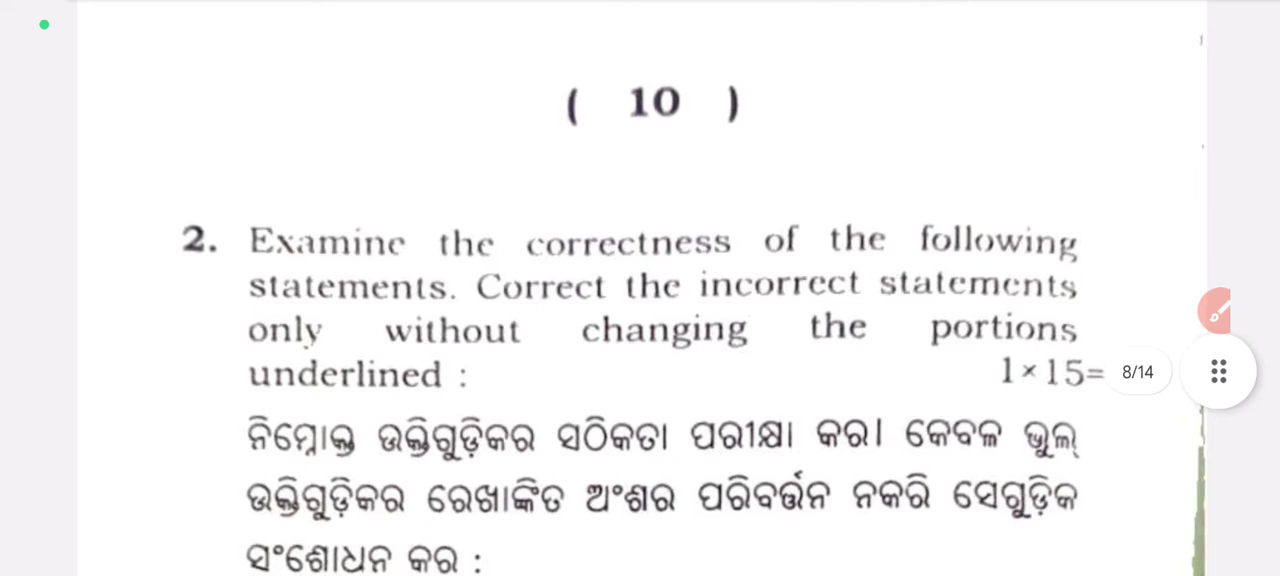 ( 10 )
2. Examine the correctness of the following
statements. Correct the incorrect statements
only without changing the portions
underlined : 1×15=
8/14
ନିମ୍ନୋକ୍ତ ଉକ୍ତିଗୁଡ଼ିକର ସଠିକତା ପରୀକ୍ଷା କର। କେବଳ ଭୁଲ୍
ଉକ୍ତିଗୁଡ଼ିକର ରେଖାଙ୍କିତ ଅଂଶର ପରିବର୍ତ୍ତନ ନକରି ସେଗୁଡ଼ିକ
ସଂଶୋଧନ କର :